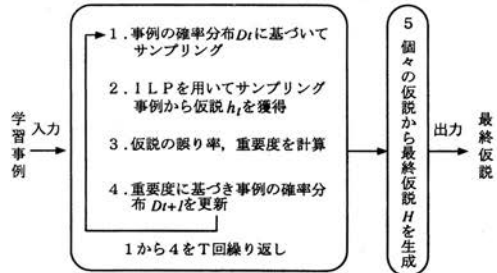 学習事例
入力
1.事例の確率分布Dtに基づいて
サンプリング
2.1LPを用いてサンプリング
事例から仮説htを獲得
3.仮説の誤り率,重要度を計算
4.重要度に基づき事例の確率分
布 Dt+1を更新
1から4をT回繰り返し
5 個々の仮説から最終仮説Hを生成
出力
最終仮説